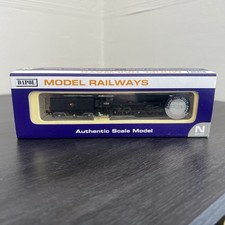 DAPOL
MODEL RAILWAYS
Authentic Scale Model
N